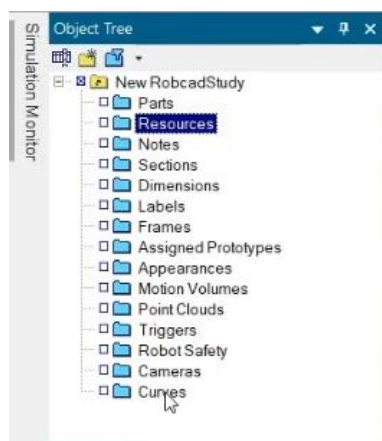 Simulation Monitor
Object Tree
New RobcadStudy
Parts
Resources
Notes
Sections
Dimensions
Labels
Frames
Assigned Prototypes
Appearances
Motion Volumes
Point Clouds
Triggers
Robot Safety
Cameras
Curves